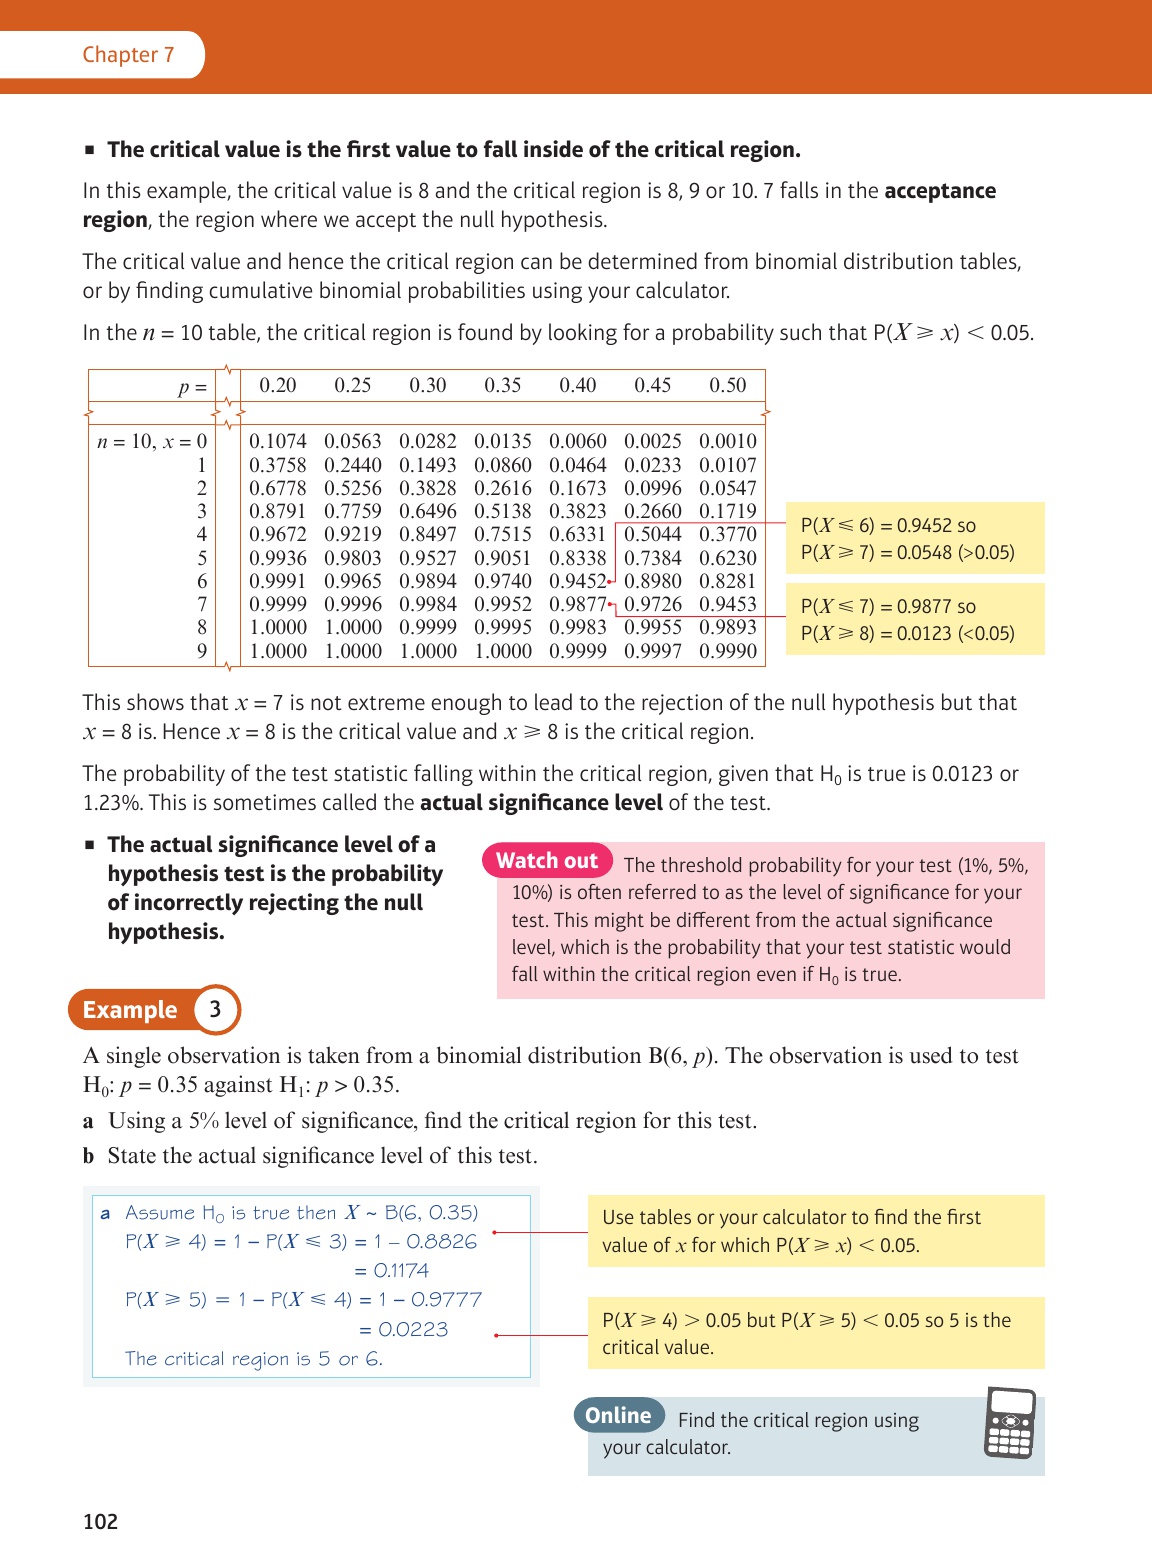 Chapter 7
▪ The critical value is the first value to fall inside of the critical region.
In this example, the critical value is 8 and the critical region is 8, 9 or 10. 7 falls in the acceptance
region, the region where we accept the null hypothesis.
The critical value and hence the critical region can be determined from binomial distribution tables,
or by finding cumulative binomial probabilities using your calculator.
In the n = 10 table, the critical region is found by looking for a probability such that P(X ⩾ x) < 0.05.
p = 0.20 0.25 0.30 0.35 0.40 0.45 0.50
n = 10, x = 0 0.1074 0.0563 0.0282 0.0135 0.0060 0.0025 0.0010
1 0.3758 0.2440 0.1493 0.0860 0.0464 0.0233 0.0107
2 0.6778 0.5256 0.3828 0.2616 0.1673 0.0996 0.0547
3 0.8791 0.7759 0.6496 0.5138 0.3823 0.2660 0.1719
4 0.9672 0.9219 0.8497 0.7515 0.6331 0.5044 0.3770
5 0.9936 0.9803 0.9527 0.9051 0.8338 0.7384 0.6230
6 0.9991 0.9965 0.9894 0.9740 0.9452 0.8980 0.8281
7 0.9999 0.9996 0.9984 0.9952 0.9877 0.9726 0.9453
8 1.0000 1.0000 0.9999 0.9995 0.9983 0.9955 0.9893
9 1.0000 1.0000 1.0000 1.0000 0.9999 0.9997 0.9990
P(X ⩽ 6) = 0.9452 so
P(X ⩾ 7) = 0.0548 (>0.05)
P(X ⩽ 7) = 0.9877 so
P(X ⩾ 8) = 0.0123 (<0.05)
This shows that x = 7 is not extreme enough to lead to the rejection of the null hypothesis but that
x = 8 is. Hence x = 8 is the critical value and x ⩾ 8 is the critical region.
The probability of the test statistic falling within the critical region, given that H₀ is true is 0.0123 or
1.23%. This is sometimes called the actual significance level of the test.
▪ The actual significance level of a
hypothesis test is the probability
of incorrectly rejecting the null
hypothesis.
Watch out The threshold probability for your test (1%, 5%,
10%) is often referred to as the level of significance for your
test. This might be different from the actual significance
level, which is the probability that your test statistic would
fall within the critical region even if H₀ is true.
Example 3
A single observation is taken from a binomial distribution B(6, p). The observation is used to test
H₀: p = 0.35 against H₁: p > 0.35.
a Using a 5% level of significance, find the critical region for this test.
b State the actual significance level of this test.
a Assume H₀ is true then X ~ B(6, 0.35)
P(X ⩾ 4) = 1 − P(X ⩽ 3) = 1 − 0.8826
= 0.1174
P(X ⩾ 5) = 1 − P(X ⩽ 4) = 1 − 0.9777
= 0.0223
The critical region is 5 or 6.
Use tables or your calculator to find the first
value of x for which P(X ⩾ x) < 0.05.
P(X ⩾ 4) > 0.05 but P(X ⩾ 5) < 0.05 so 5 is the
critical value.
Online Find the critical region using
your calculator.
102